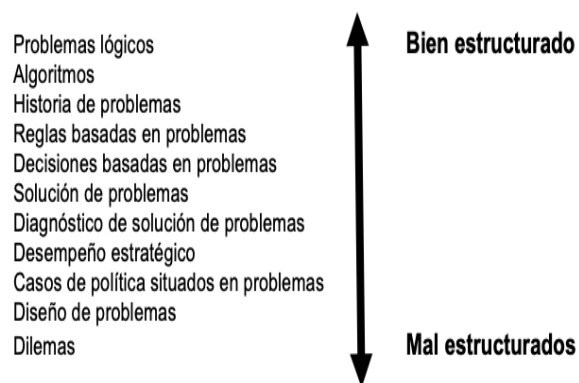 Problemas lógicos
Algoritmos
Historia de problemas
Reglas basadas en problemas
Decisiones basadas en problemas
Solución de problemas
Diagnóstico de solución de problemas
Desempeño estratégico
Casos de política situados en problemas
Diseño de problemas
Dilemas
Bien estructurado
Mal estructurados